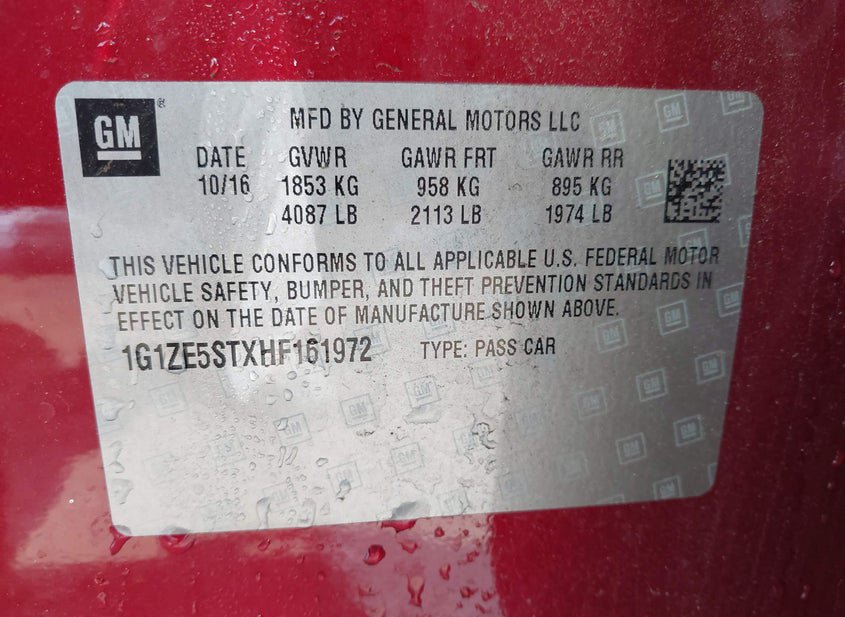 GM
MFD BY GENERAL MOTORS LLC
DATE GVWR GAWR FRT GAWR RR
10/16 1853 KG 958 KG 895 KG
4087 LB 2113 LB 1974 LB
THIS VEHICLE CONFORMS TO ALL APPLICABLE U.S. FEDERAL MOTOR
VEHICLE SAFETY, BUMPER, AND THEFT PREVENTION STANDARDS IN
EFFECT ON THE DATE OF MANUFACTURE SHOWN ABOVE.
1G1ZE5STXHF161972 TYPE: PASS CAR